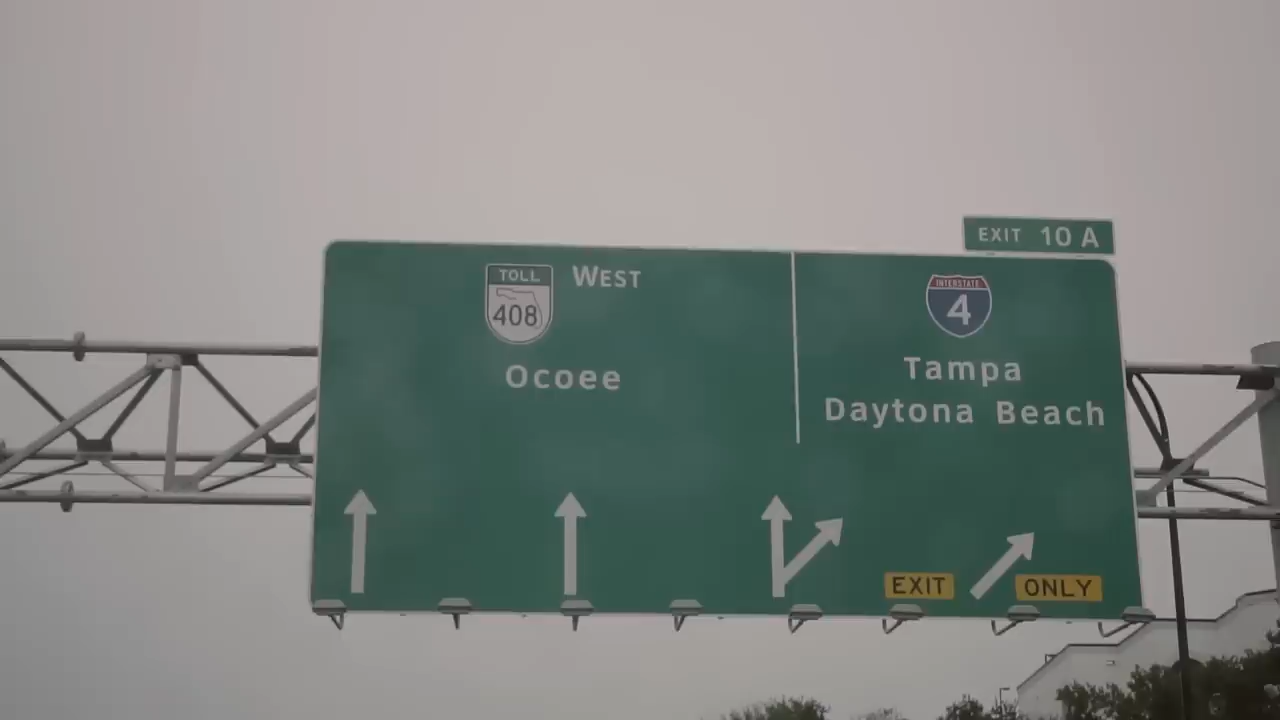 EXIT 10 A
TOLL
408
WEST
Ocoee
INTERSTATE
4
Tampa
Daytona Beach
EXIT ONLY